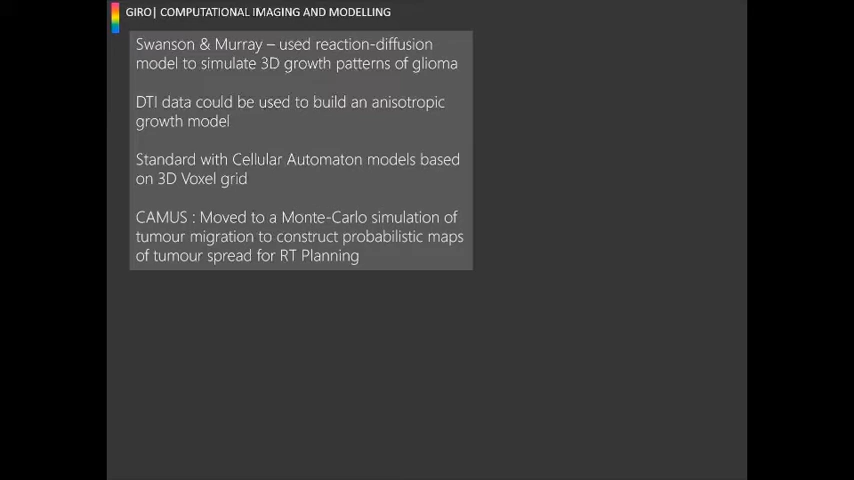 GIRO| COMPUTATIONAL IMAGING AND MODELLING
Swanson & Murray – used reaction-diffusion
model to simulate 3D growth patterns of glioma
DTI data could be used to build an anisotropic
growth model
Standard with Cellular Automaton models based
on 3D Voxel grid
CAMUS : Moved to a Monte-Carlo simulation of
tumour migration to construct probabilistic maps
of tumour spread for RT Planning